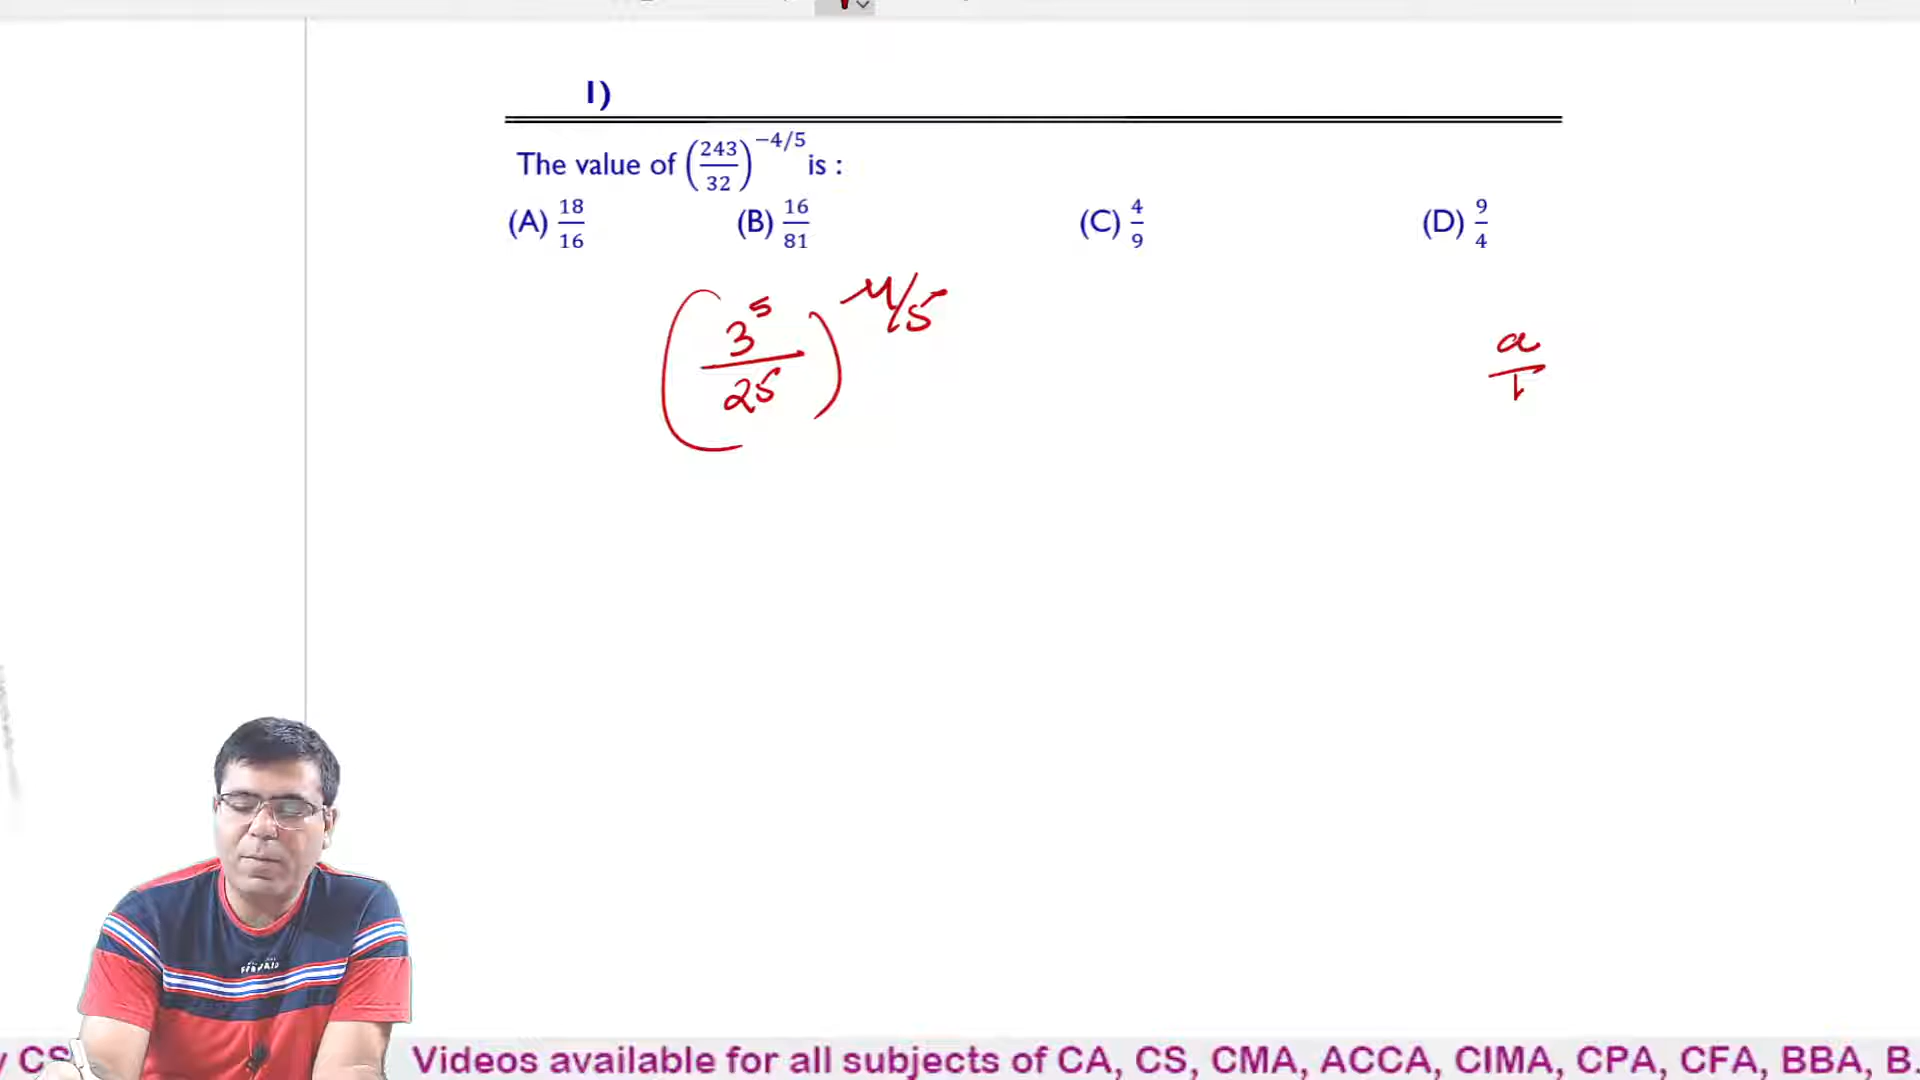 1)
The value of (243/32)^{-4/5} is :
(A) 18/16 (B) 16/81 (C) 4/9 (D) 9/4
(3^5/2^5)^{-4/5}
a
y CS
Videos available for all subjects of CA, CS, CMA, ACCA, CIMA, CPA, CFA, BBA, B.